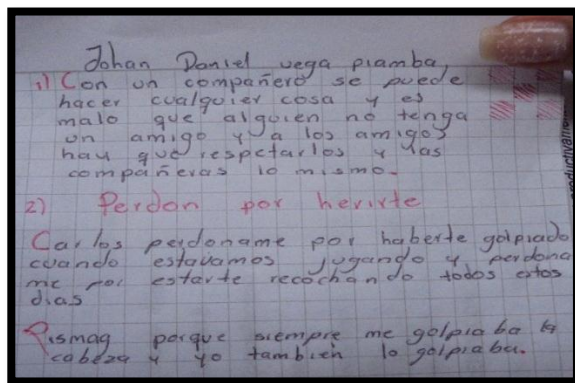 Johan Daniel vega piamba
1) Con un compañero se puede
hacer cualquier cosa y es
malo que alguien no tenga
un amigo y a los amigos
hay que respetarlos y las
compañeras lo mismo.
2) Perdon por herirte
Carlos perdoname por haberte golpiado
cuando estavamos jugando y perdona
me por estarte recochando todos estos
dias
Pismag porque siempre me golpiaba la
cabeza y yo tambien lo golpiaba.